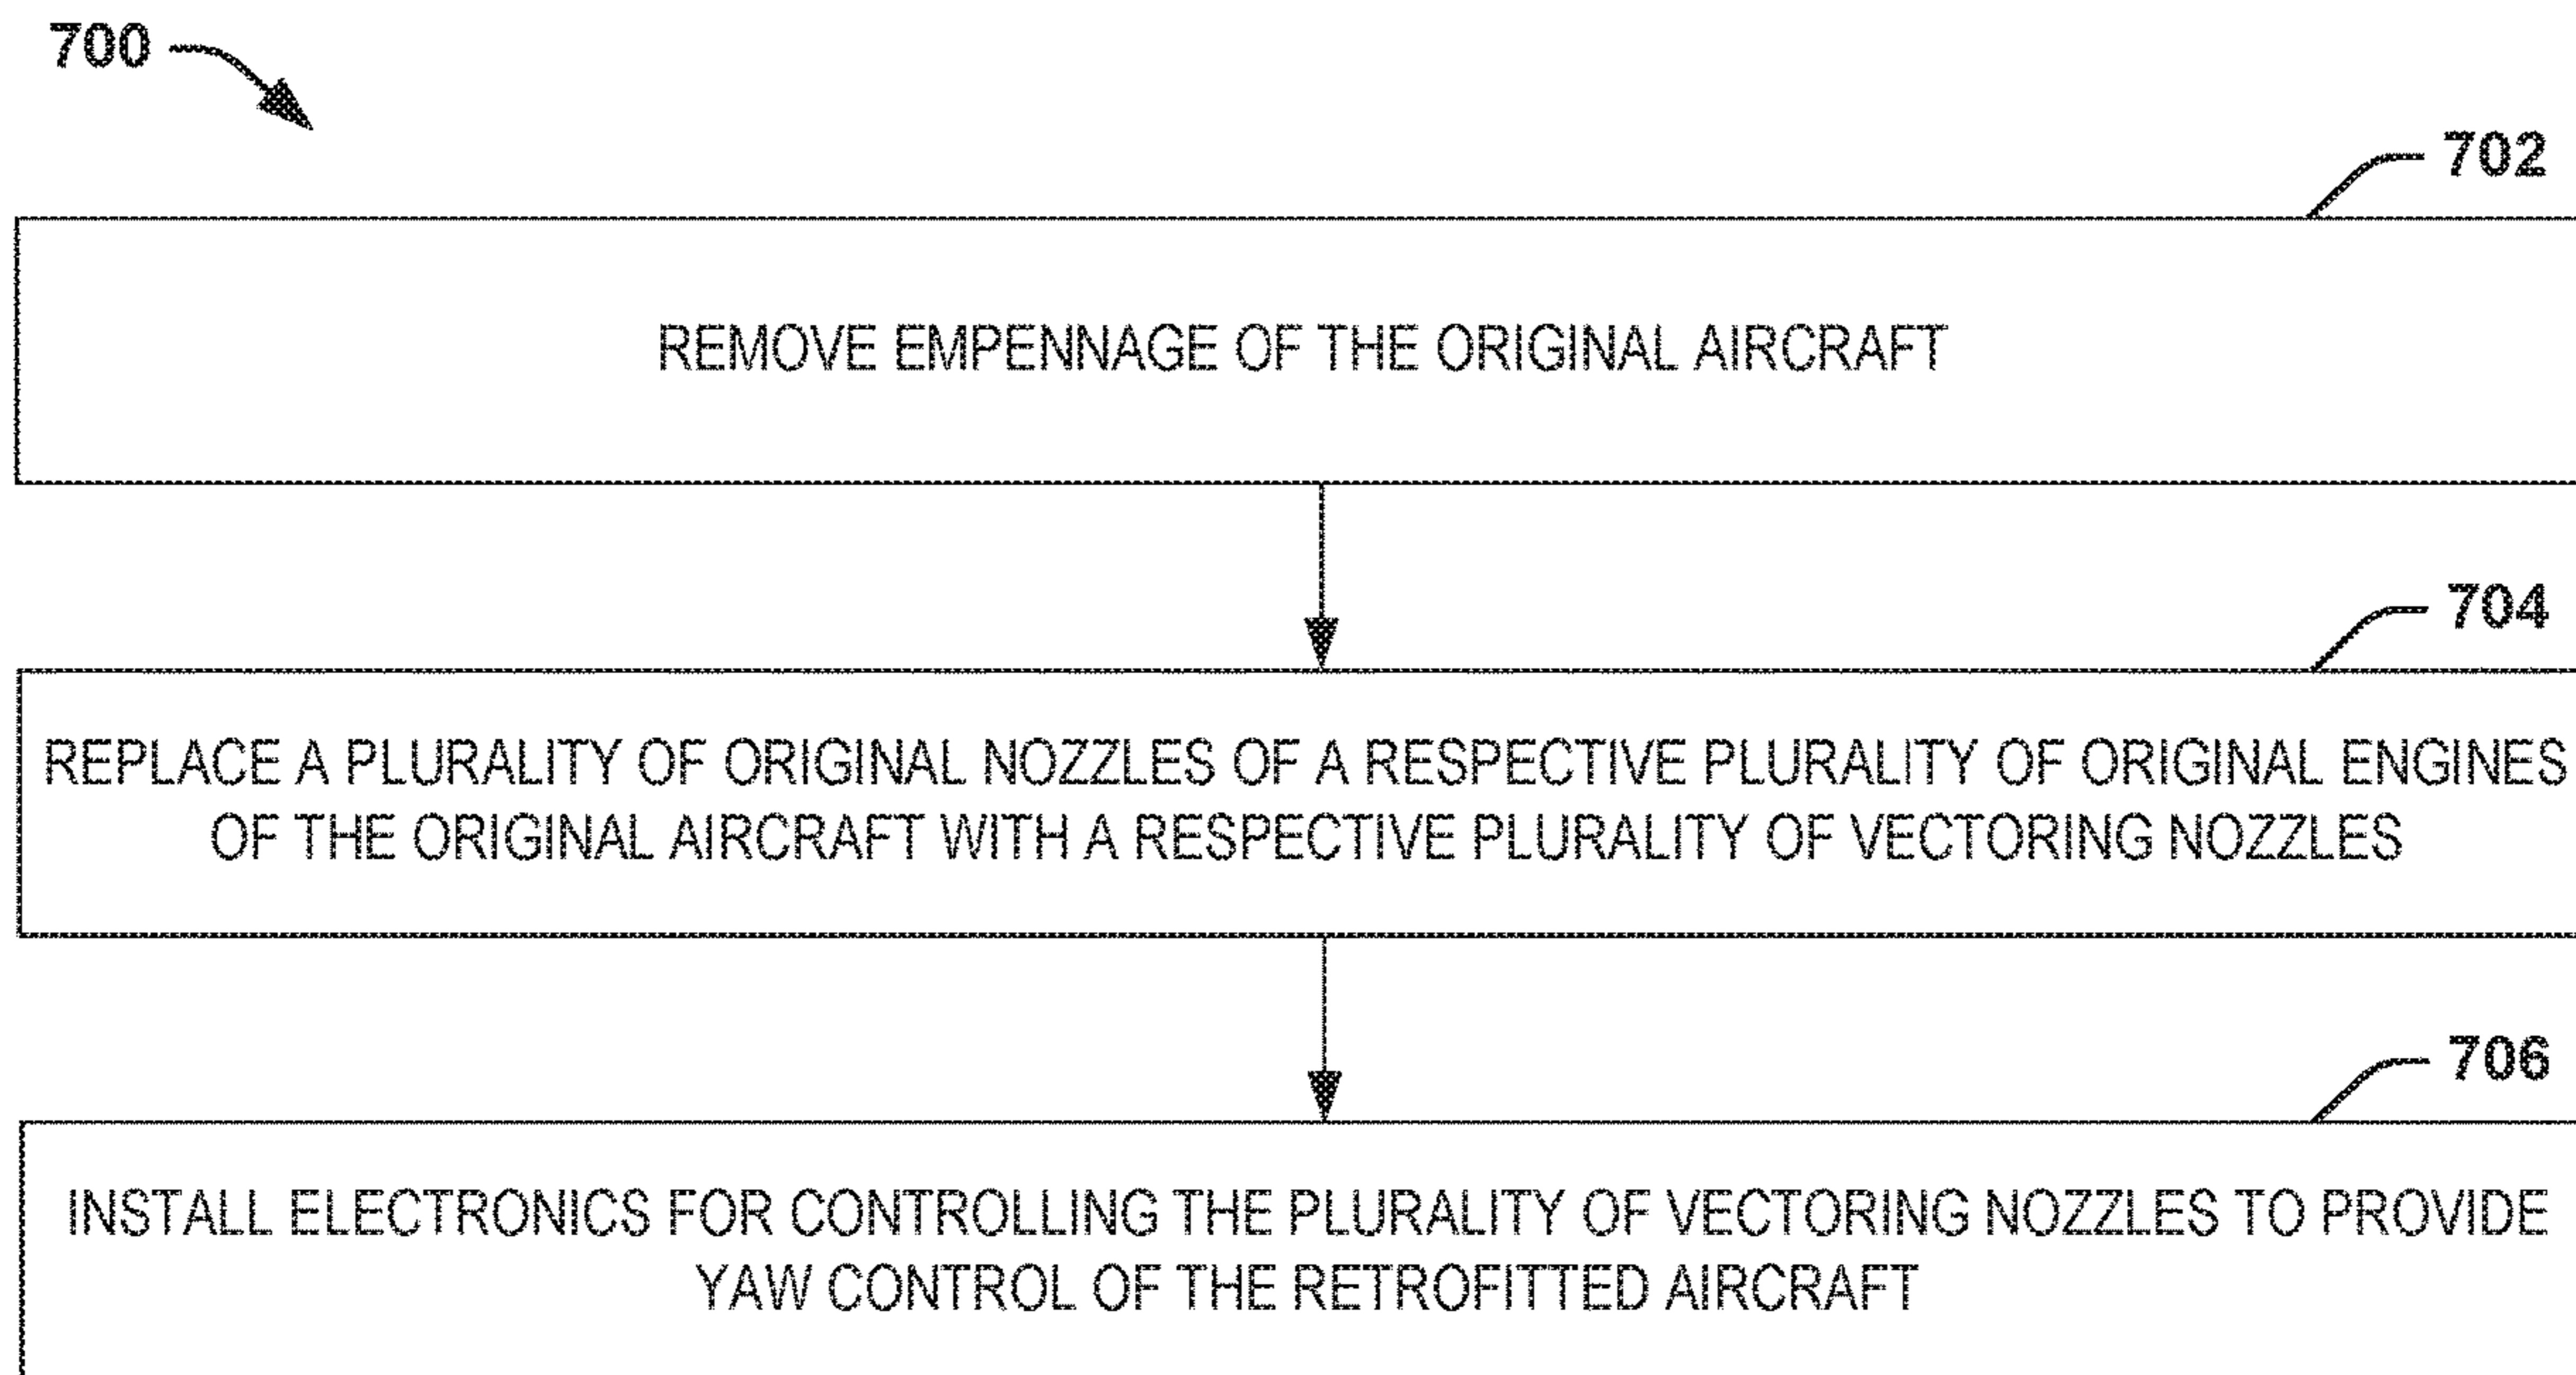 700
702
REMOVE EMPENNAGE OF THE ORIGINAL AIRCRAFT
704
REPLACE A PLURALITY OF ORIGINAL NOZZLES OF A RESPECTIVE PLURALITY OF ORIGINAL ENGINES
OF THE ORIGINAL AIRCRAFT WITH A RESPECTIVE PLURALITY OF VECTORING NOZZLES
706
INSTALL ELECTRONICS FOR CONTROLLING THE PLURALITY OF VECTORING NOZZLES TO PROVIDE
YAW CONTROL OF THE RETROFITTED AIRCRAFT